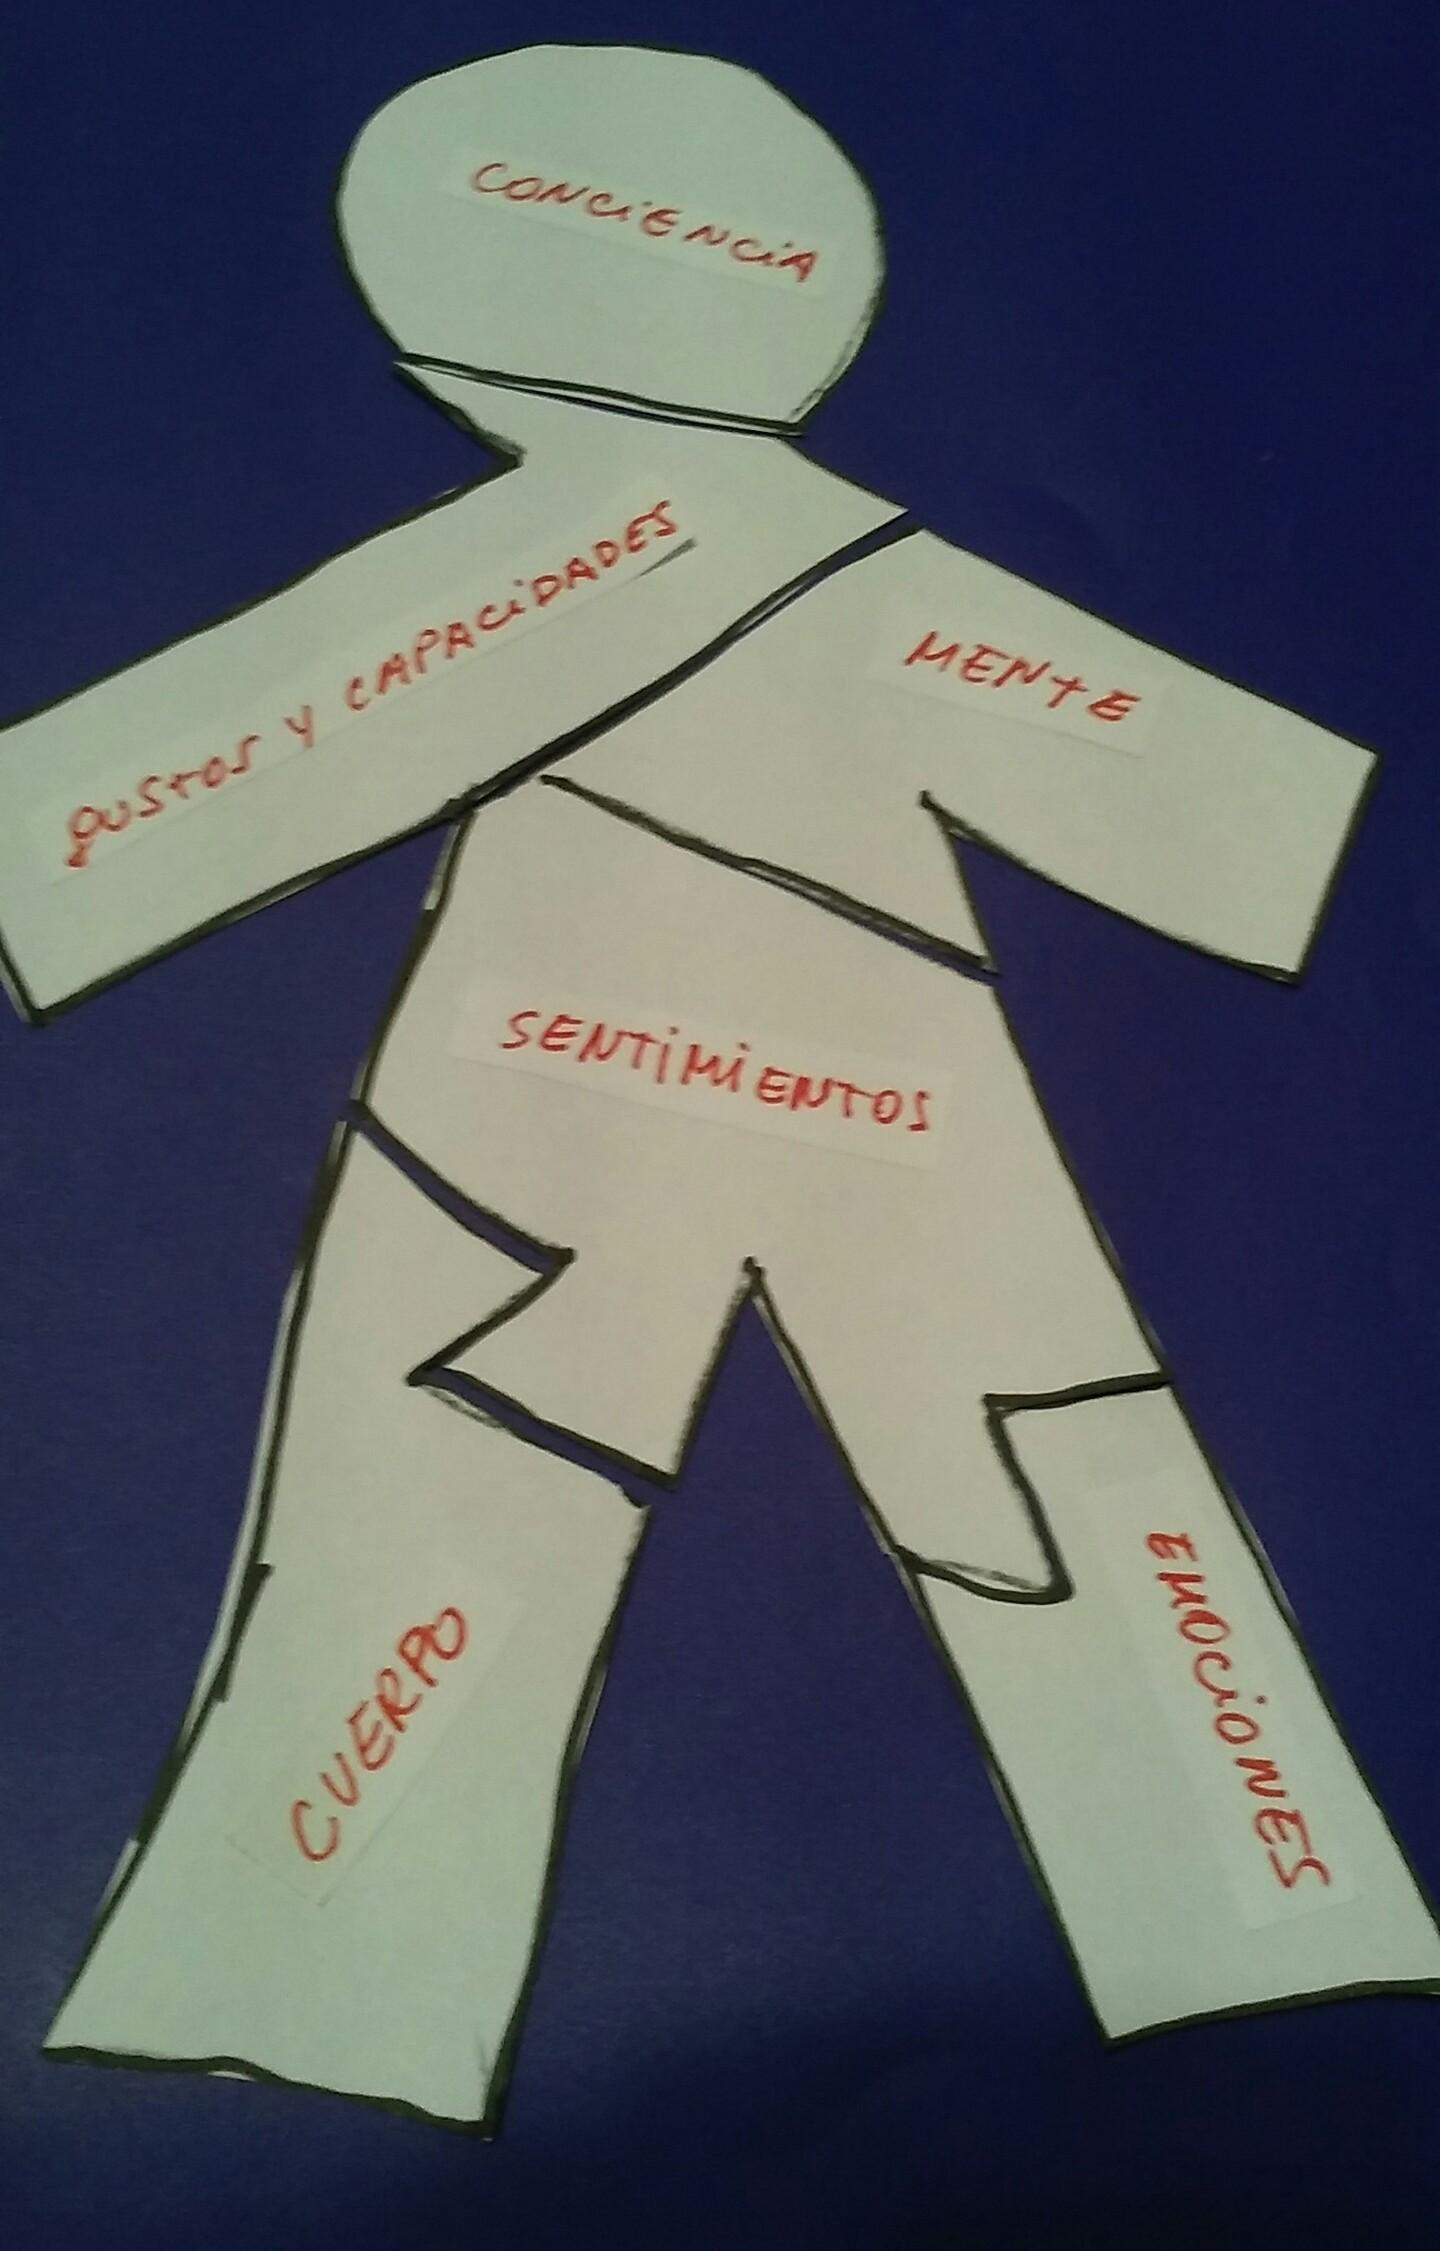 CONCIENCIA
gUSTOS Y CAPACIDADES
MENTE
SENTIMIENTOS
CUERPO
EMOCIONES